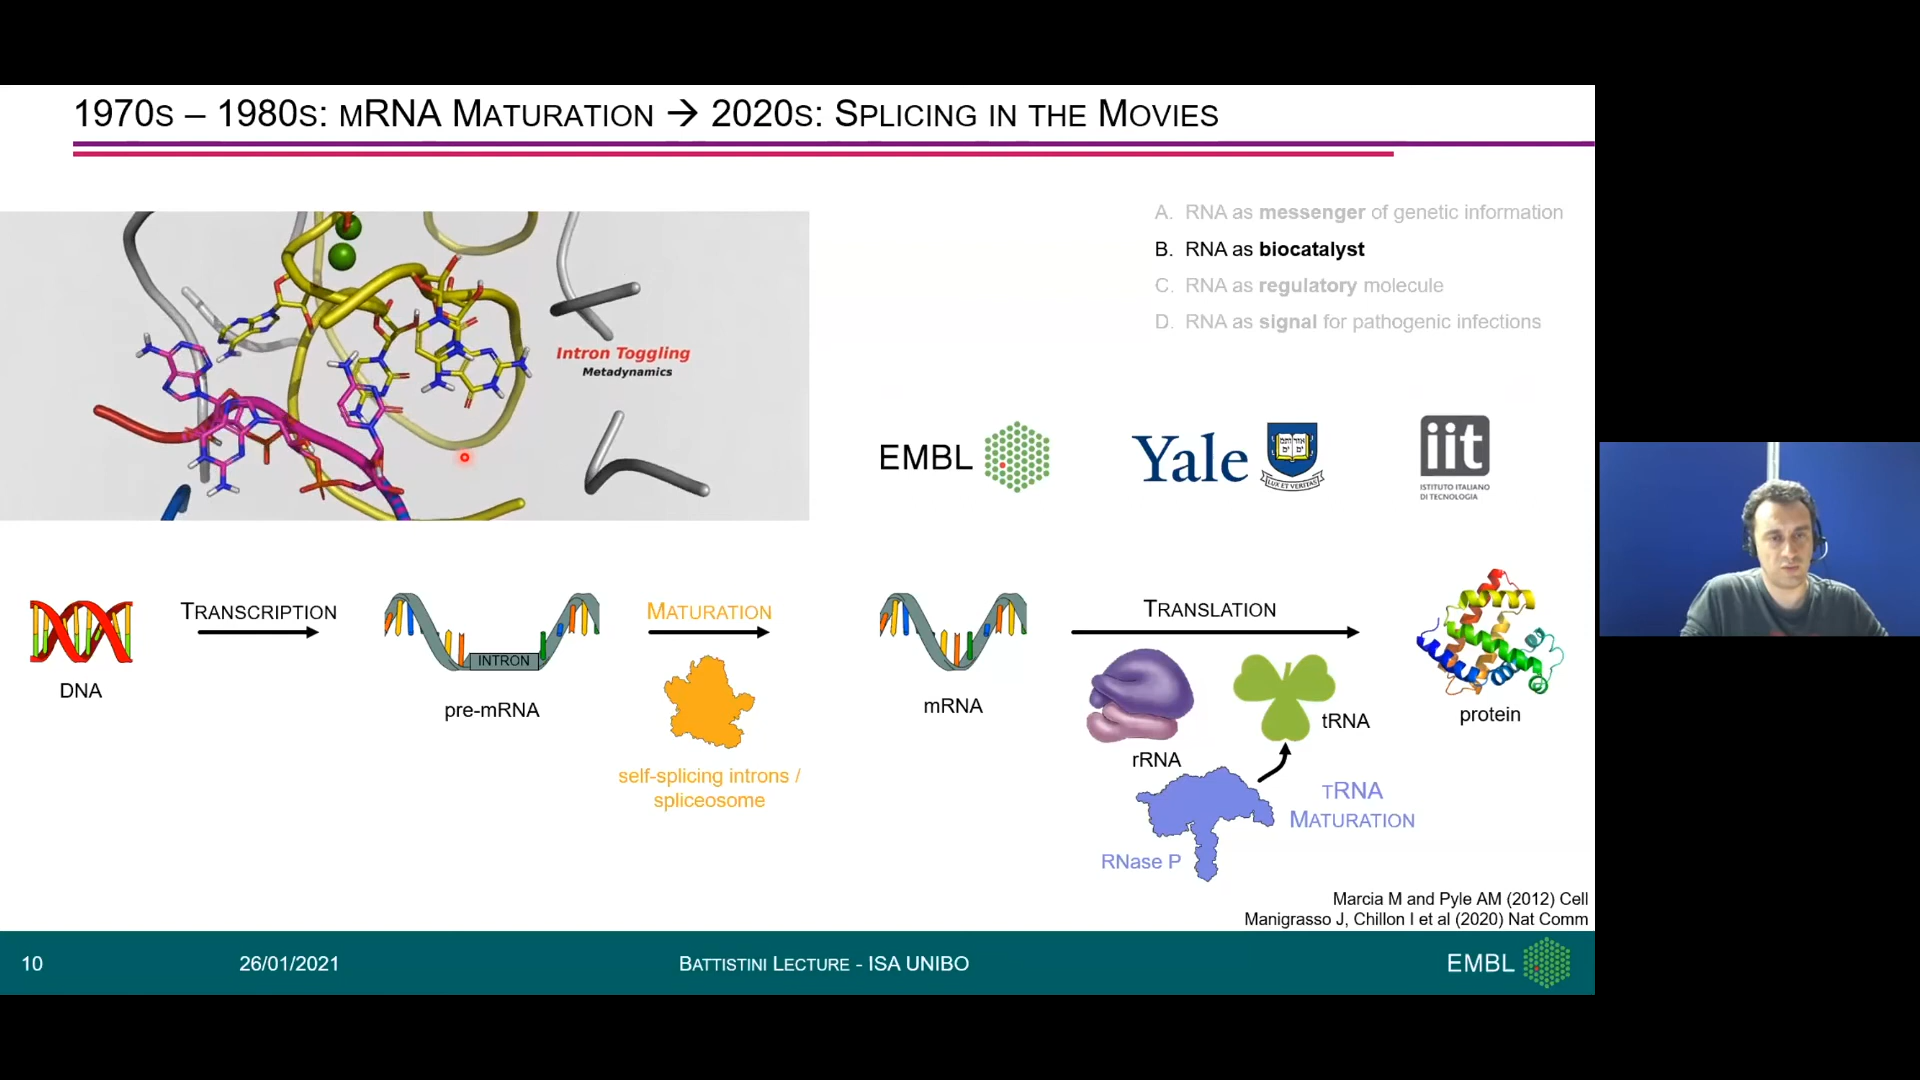 1970s – 1980s: mRNA Maturation → 2020s: Splicing in the Movies
A. RNA as messenger of genetic information
B. RNA as biocatalyst
C. RNA as regulatory molecule
D. RNA as signal for pathogenic infections
Intron Toggling
Metadynamics
EMBL
Yale
LUX ET VERITAS
iit
ISTITUTO ITALIANO
DI TECNOLOGIA
Transcription
Maturation
Translation
INTRON
DNA
pre-mRNA
mRNA
tRNA
protein
rRNA
self-splicing introns /
spliceosome
tRNA
Maturation
RNase P
Marcia M and Pyle AM (2012) Cell
Manigrasso J, Chillon I et al (2020) Nat Comm
10
26/01/2021
Battistini Lecture - ISA UNIBO
EMBL